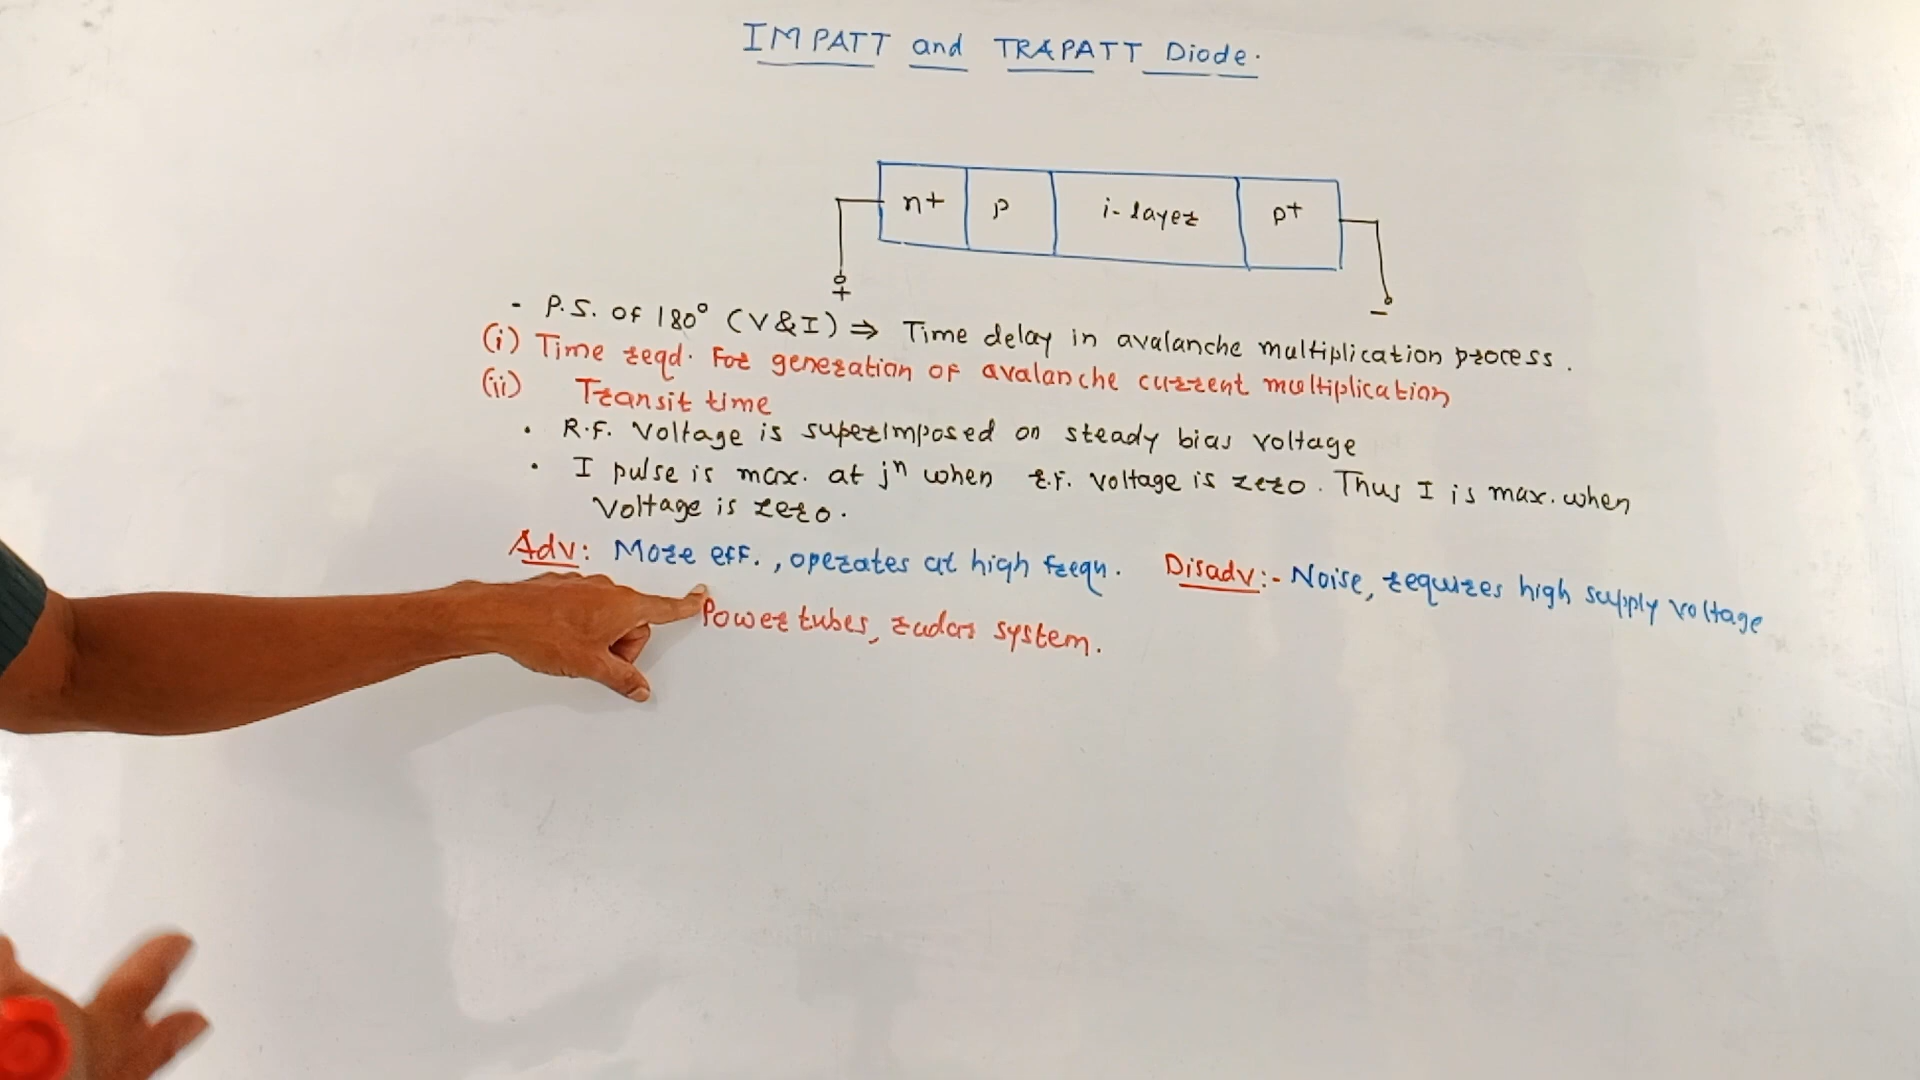 IMPATT and TRAPATT Diode.
n+ p i-layer p+
+ -
- P.S. of 180° (V & I) ⇒ Time delay in avalanche multiplication process.
(i) Time reqd. For generation of avalanche current multiplication
(ii) Transit time
• R.F. Voltage is superimposed on steady bias voltage
• I pulse is max. at jⁿ when r.f. voltage is zero. Thus I is max. when
Voltage is zero.
Adv: More eff., operates at high freqn. Disadv:- Noise, requires high supply voltage
Power tubes, radar system.